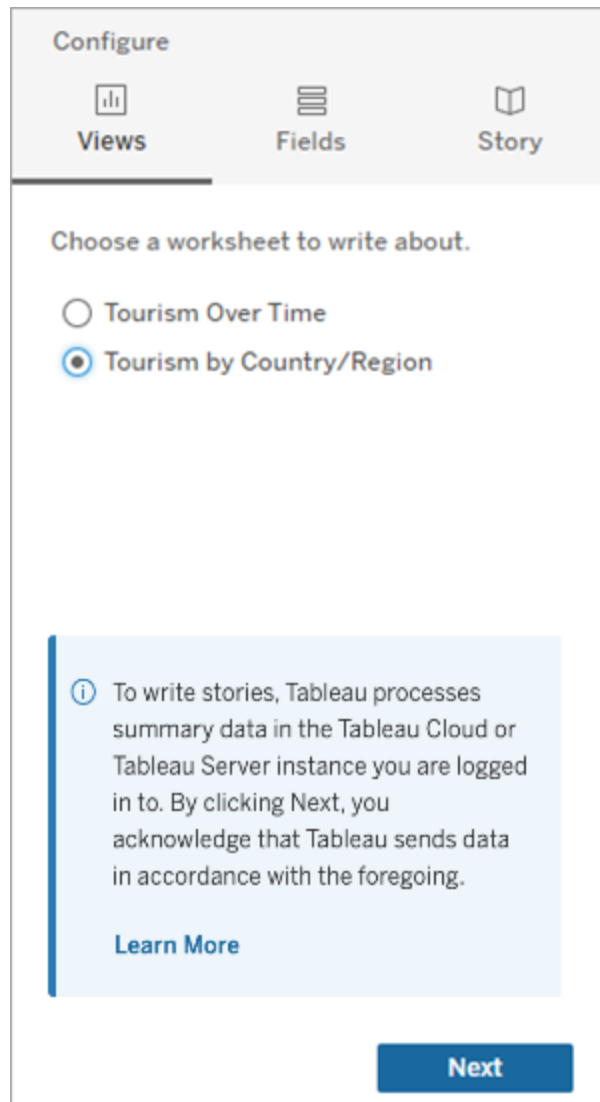 Configure
Views Fields Story
Choose a worksheet to write about.
Tourism Over Time
Tourism by Country/Region
To write stories, Tableau processes
summary data in the Tableau Cloud or
Tableau Server instance you are logged
in to. By clicking Next, you
acknowledge that Tableau sends data
in accordance with the foregoing.
Learn More
Next